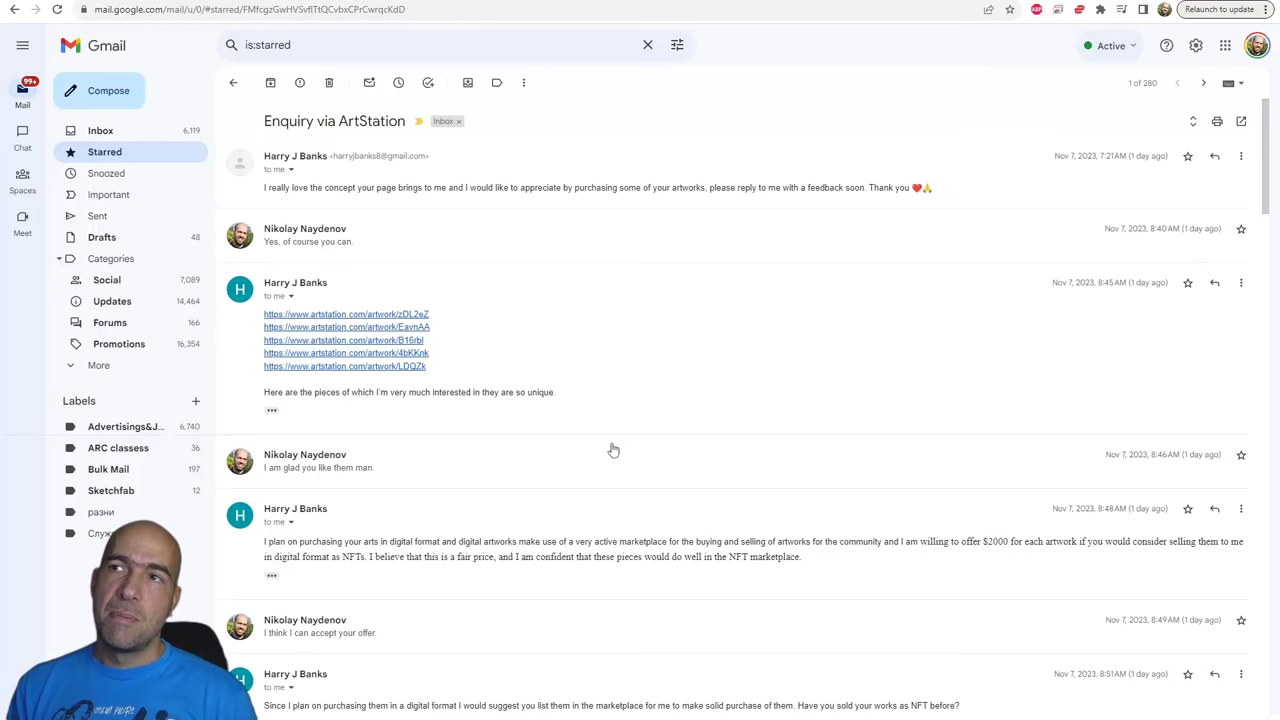 mail.google.com/mail/u/0/#starred/FMfcgzGwHVSvflTtQCvbxCPrCwrqcKdD
Relaunch to update
Gmail
is:starred
Active
99+
Mail
Chat
Spaces
Meet
Compose
Inbox 6,119
Starred
Snoozed
Important
Sent
Drafts 48
Categories
Social 7,089
Updates 14,464
Forums 166
Promotions 16,354
More
Labels
Advertisings&J... 6,740
ARC classess 36
Bulk Mail 197
Sketchfab 12
разни
1 of 280
Enquiry via ArtStation
Inbox ×
Harry J Banks <harryjbanks8@gmail.com>
Nov 7, 2023, 7:21 AM (1 day ago)
to me
I really love the concept your page brings to me and I would like to appreciate by purchasing some of your artworks, please reply to me with a feedback soon. Thank you ❤️🙏
Nikolay Naydenov
Nov 7, 2023, 8:40 AM (1 day ago)
Yes, of course you can.
Harry J Banks
Nov 7, 2023, 8:45 AM (1 day ago)
to me
https://www.artstation.com/artwork/zDL2eZ
https://www.artstation.com/artwork/EavnAA
https://www.artstation.com/artwork/B16rbl
https://www.artstation.com/artwork/4bKKnk
https://www.artstation.com/artwork/LDQZk
Here are the pieces of which I'm very much interested in they are so unique.
Nikolay Naydenov
Nov 7, 2023, 8:46 AM (1 day ago)
I am glad you like them man.
Harry J Banks
Nov 7, 2023, 8:48 AM (1 day ago)
to me
I plan on purchasing your arts in digital format and digital artworks make use of a very active marketplace for the buying and selling of artworks for the community and I am willing to offer $2000 for each artwork if you would consider selling them to me
in digital format as NFTs. I believe that this is a fair price, and I am confident that these pieces would do well in the NFT marketplace.
Nikolay Naydenov
Nov 7, 2023, 8:49 AM (1 day ago)
I think I can accept your offer.
Harry J Banks
Nov 7, 2023, 8:51 AM (1 day ago)
to me
Since I plan on purchasing them in a digital format I would suggest you list them in the marketplace for me to make solid purchase of them. Have you sold your works as NFT before?